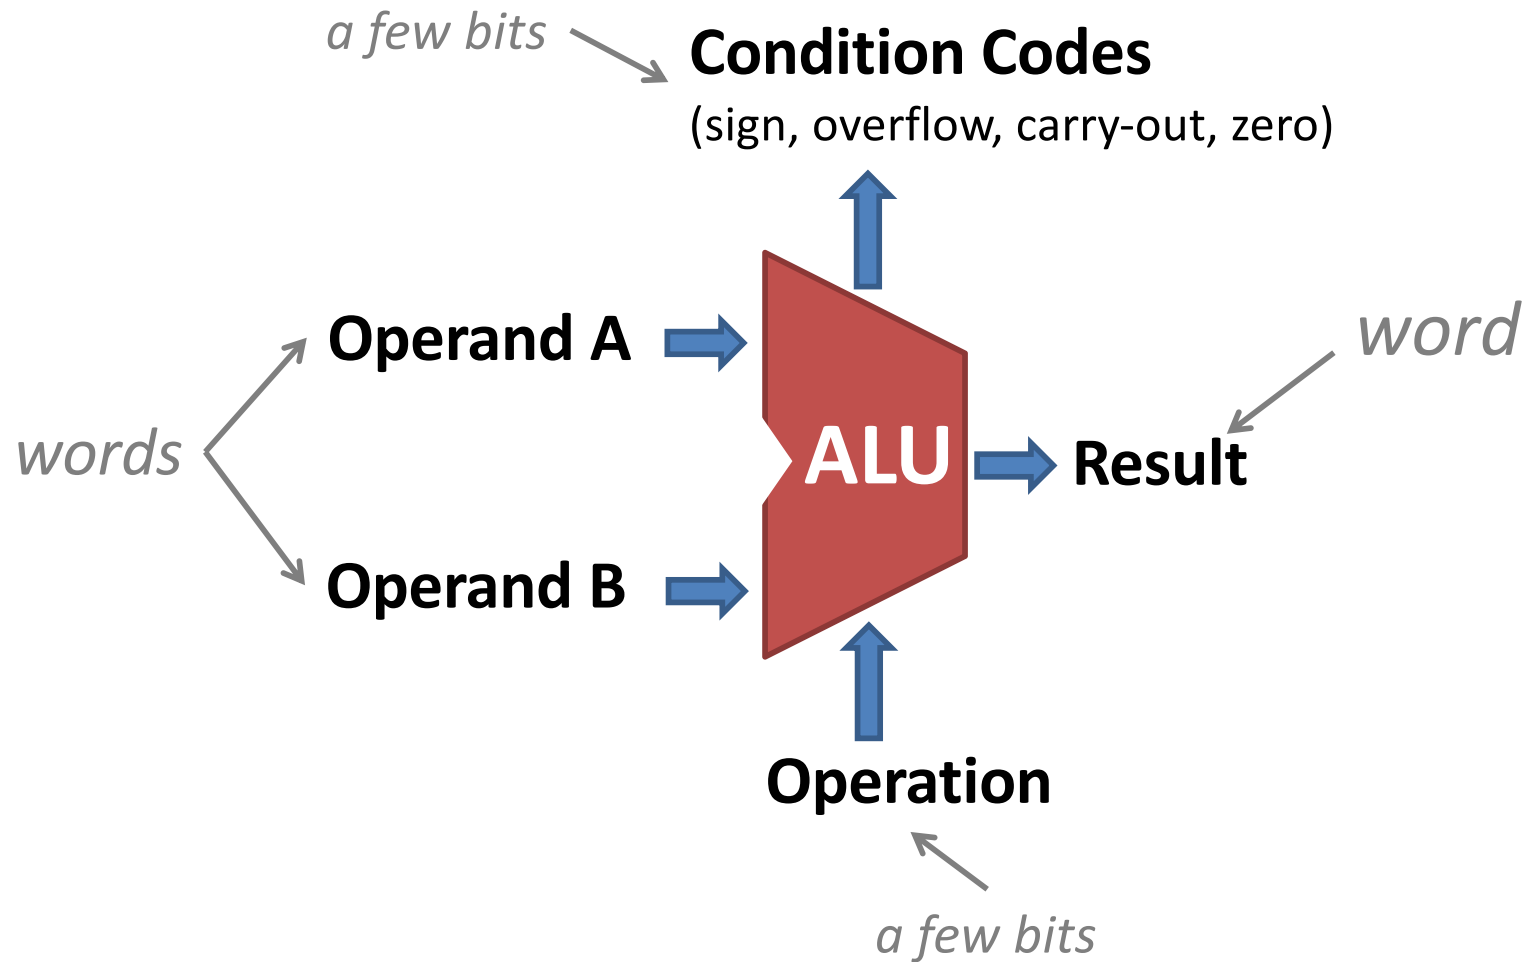 a few bits
Condition Codes
(sign, overflow, carry-out, zero)
Operand A
word
words
ALU
Result
Operand B
Operation
a few bits